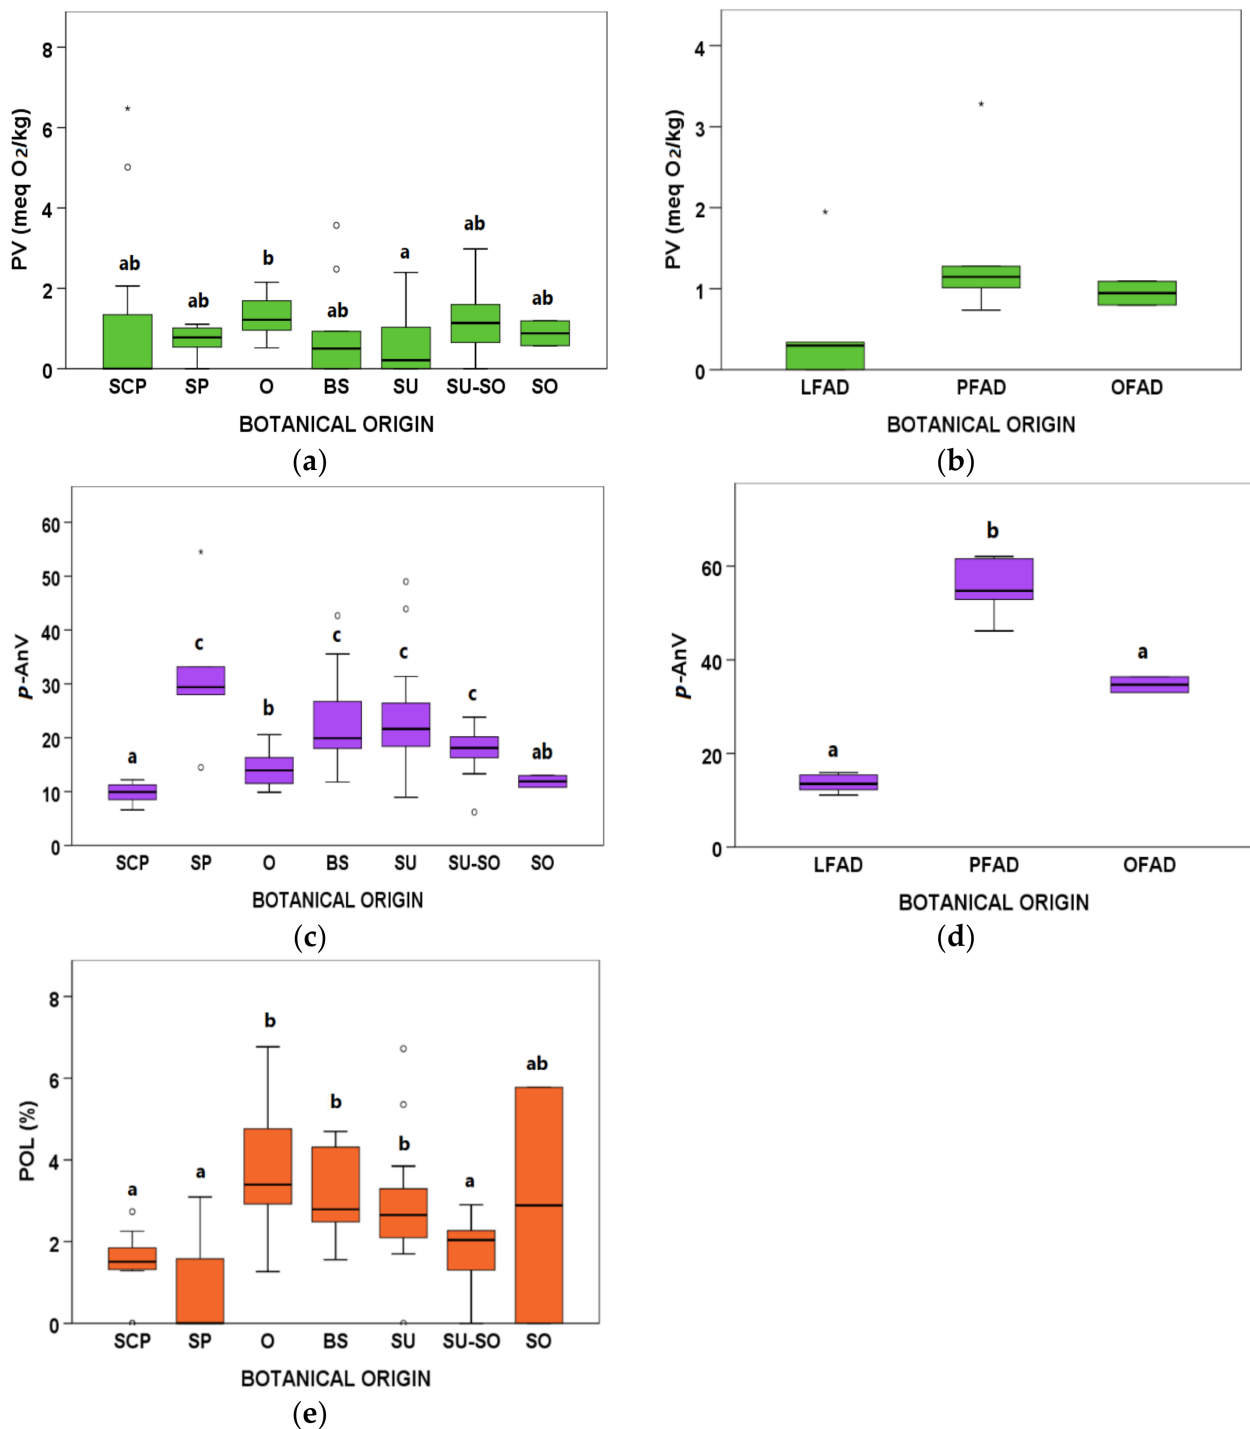 PV (meq O2/kg)
8
6
4
2
0
*
ab
ab
b
ab
a
ab
ab
SCP SP O BS SU SU-SO SO
BOTANICAL ORIGIN
(a)
PV (meq O2/kg)
4
3
2
1
0
*
*
LFAD PFAD OFAD
BOTANICAL ORIGIN
(b)
p-AnV
60
50
40
30
20
10
0
*
a
c
b
c
c
c
ab
SCP SP O BS SU SU-SO SO
BOTANICAL ORIGIN
(c)
p-AnV
60
40
20
0
a
b
a
LFAD PFAD OFAD
BOTANICAL ORIGIN
(d)
POL (%)
8
6
4
2
0
a
a
b
b
b
a
ab
SCP SP O BS SU SU-SO SO
BOTANICAL ORIGIN
(e)